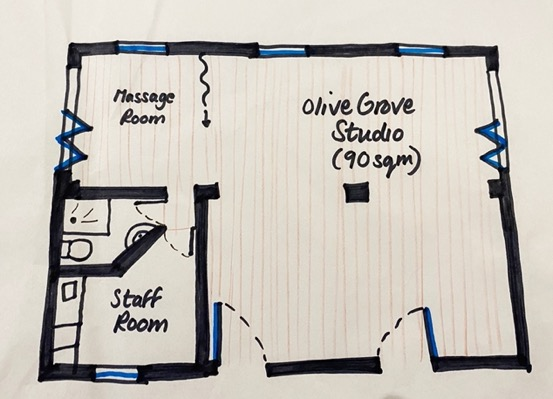 Massage
Room
Olive Grove
Studio
(90 sqm)
Staff
Room